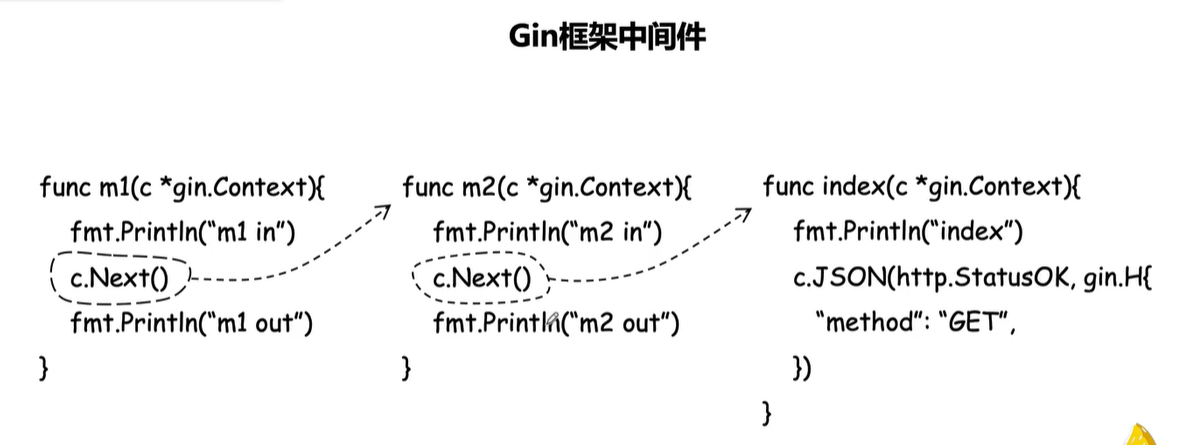 Gin框架中间件
func m1(c *gin.Context){
fmt.Println("m1 in")
c.Next()
fmt.Println("m1 out")
}
func m2(c *gin.Context){
fmt.Println("m2 in")
c.Next()
fmt.Println("m2 out")
}
func index(c *gin.Context){
fmt.Println("index")
c.JSON(http.StatusOK, gin.H{
"method": "GET",
})
}